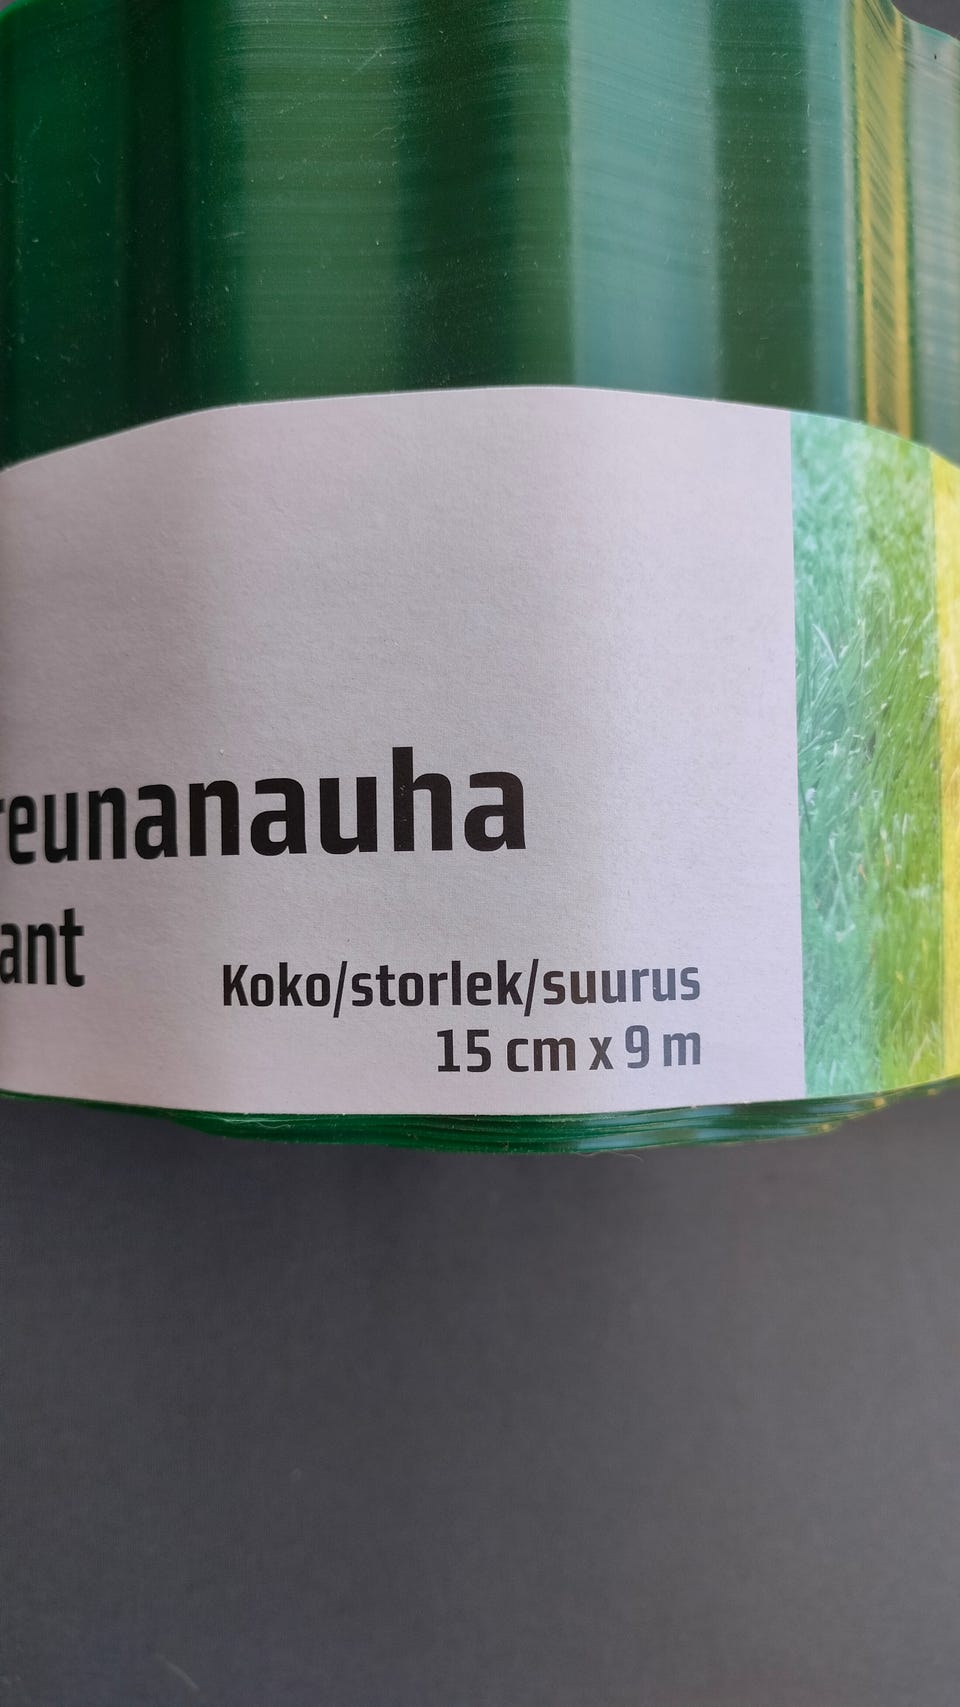 reunanauha
ant
Koko/storlek/suurus
15 cm x 9 m